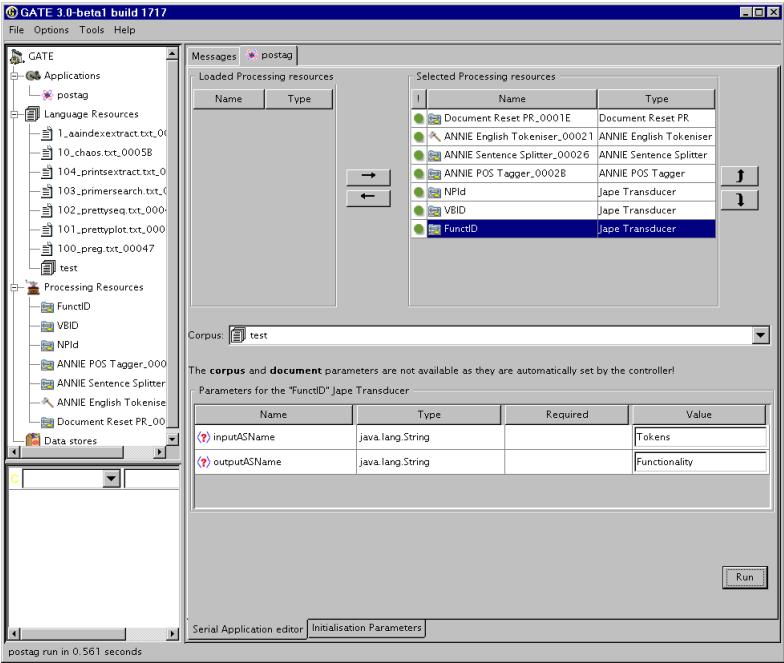 GATE 3.0-beta1 build 1717
File Options Tools Help
GATE
Applications
postag
Language Resources
1_aaindexextract.txt_00
10_chaos.txt_0005B
104_printsextract.txt_0
103_primersearch.txt_0
102_prettyseq.txt_000
101_prettyplot.txt_000
100_preg.txt_00047
test
Processing Resources
FunctID
VBID
NPId
ANNIE POS Tagger_000
ANNIE Sentence Splitter
ANNIE English Tokenise
Document Reset PR_00
Data stores
Messages postag
Loaded Processing resources
Name Type
Selected Processing resources
! Name Type
Document Reset PR_0001E Document Reset PR
ANNIE English Tokeniser_00021 ANNIE English Tokeniser
ANNIE Sentence Splitter_00026 ANNIE Sentence Splitter
ANNIE POS Tagger_0002B ANNIE POS Tagger
NPId Jape Transducer
VBID Jape Transducer
FunctID Jape Transducer
Corpus: test
The corpus and document parameters are not available as they are automatically set by the controller!
Parameters for the "FunctID" Jape Transducer
Name Type Required Value
(?) inputASName java.lang.String Tokens
(?) outputASName java.lang.String Functionality
Run
Serial Application editor Initialisation Parameters
C
postag run in 0.561 seconds